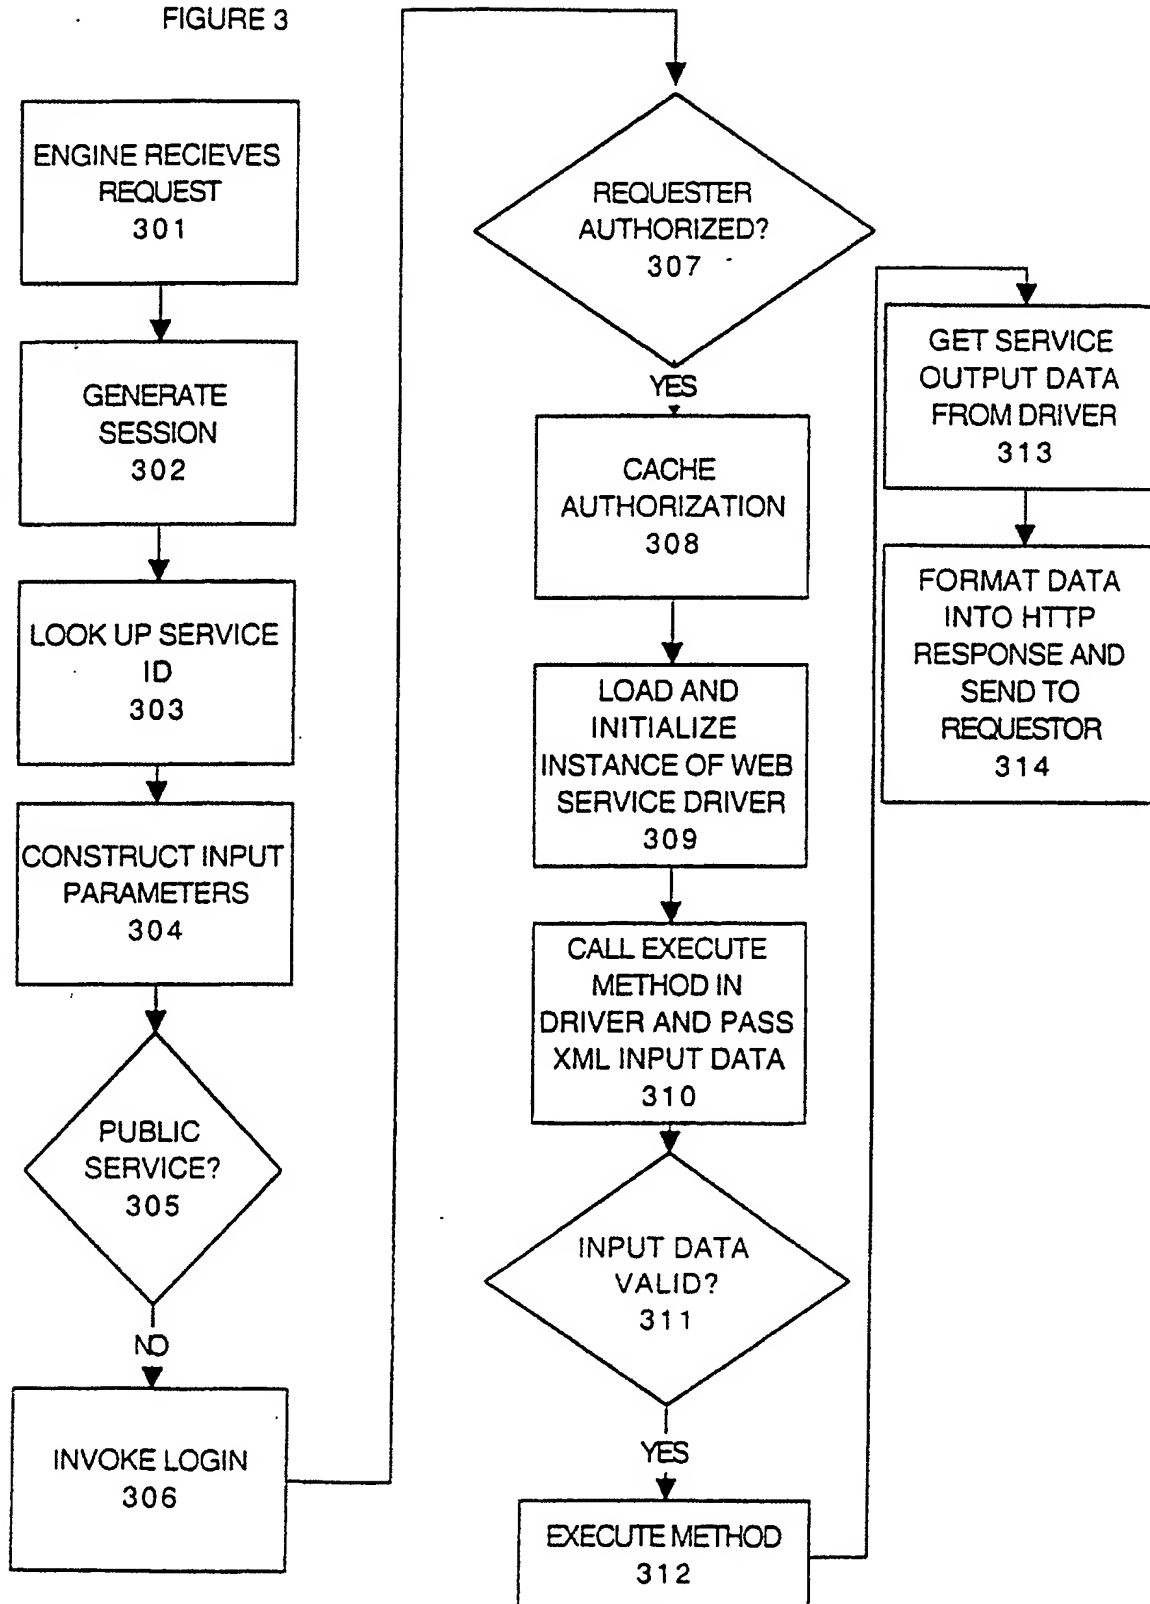 FIGURE 3
ENGINE RECIEVES
REQUEST
301
GENERATE
SESSION
302
LOOK UP SERVICE
ID
303
CONSTRUCT INPUT
PARAMETERS
304
PUBLIC
SERVICE?
305
NO
INVOKE LOGIN
306
REQUESTER
AUTHORIZED?
307
YES
CACHE
AUTHORIZATION
308
LOAD AND
INITIALIZE
INSTANCE OF WEB
SERVICE DRIVER
309
CALL EXECUTE
METHOD IN
DRIVER AND PASS
XML INPUT DATA
310
INPUT DATA
VALID?
311
YES
EXECUTE METHOD
312
GET SERVICE
OUTPUT DATA
FROM DRIVER
313
FORMAT DATA
INTO HTTP
RESPONSE AND
SEND TO
REQUESTOR
314